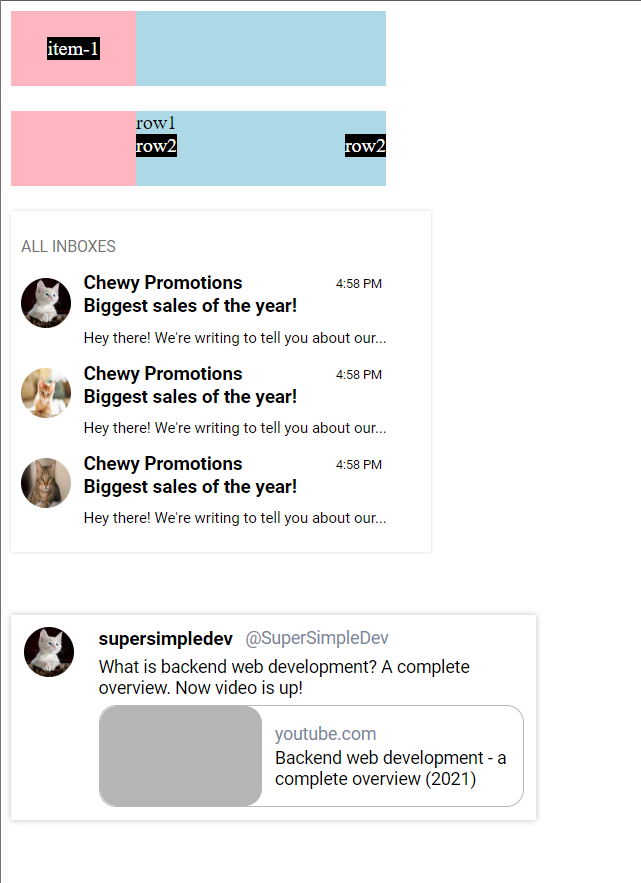 item-1
row1
row2 row2
ALL INBOXES
Chewy Promotions 4:58 PM
Biggest sales of the year!
Hey there! We're writing to tell you about our...
Chewy Promotions 4:58 PM
Biggest sales of the year!
Hey there! We're writing to tell you about our...
Chewy Promotions 4:58 PM
Biggest sales of the year!
Hey there! We're writing to tell you about our...
supersimpledev @SuperSimpleDev
What is backend web development? A complete
overview. Now video is up!
youtube.com
Backend web development - a
complete overview (2021)